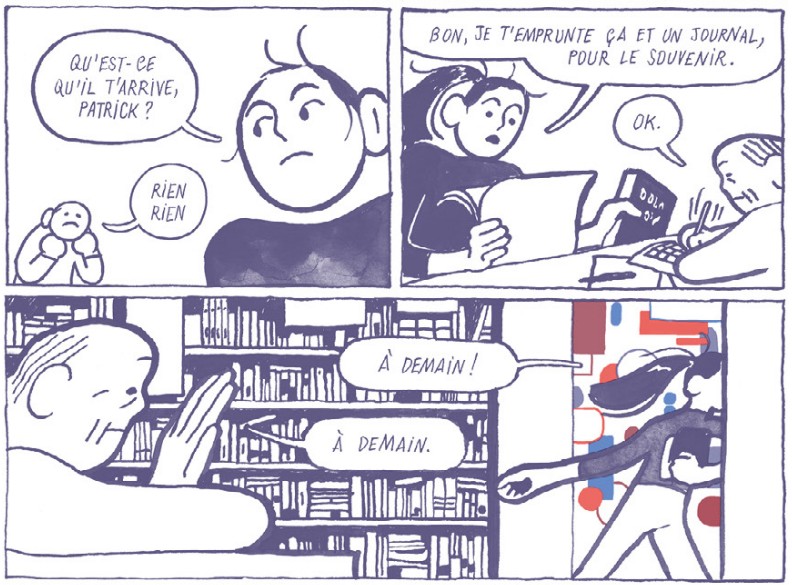 QU'EST-CE
QU'IL T'ARRIVE,
PATRICK ?
RIEN
RIEN
BON, JE T'EMPRUNTE ÇA ET UN JOURNAL,
POUR LE SOUVENIR.
OK.
À DEMAIN !
À DEMAIN.